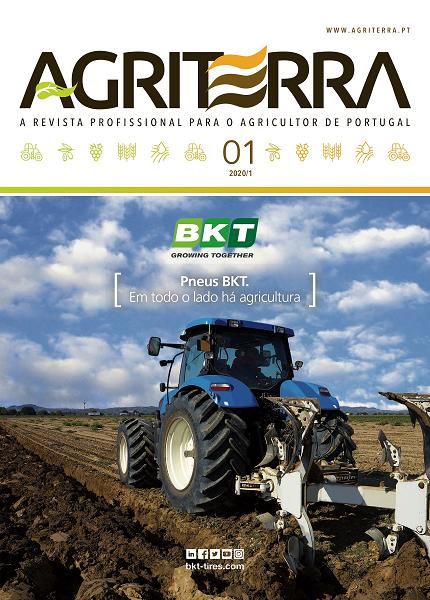 WWW.AGRITERRA.PT
AGRITERRA
A REVISTA PROFISSIONAL PARA O AGRICULTOR DE PORTUGAL
01
2020/1
BKT
GROWING TOGETHER
Pneus BKT.
Em todo o lado há agricultura
bkt-tires.com